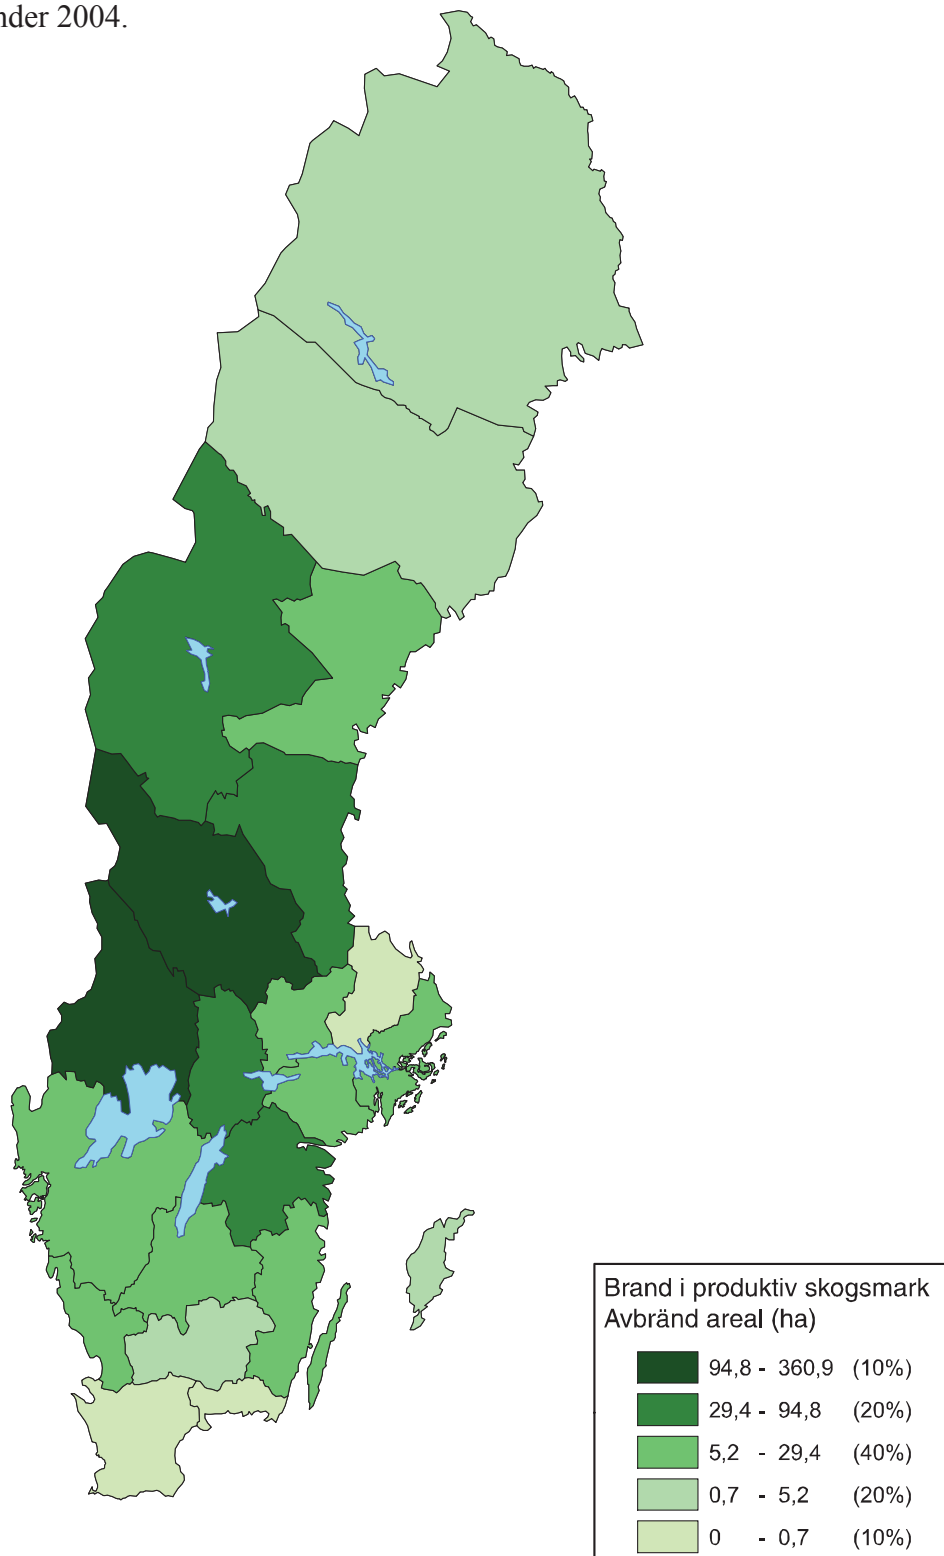 2004.
Brand i produktiv skogsmark
Avbränd areal (ha)
94,8 - 360,9 (10%)
29,4 - 94,8 (20%)
5,2 - 29,4 (40%)
0,7 - 5,2 (20%)
0 - 0,7 (10%)